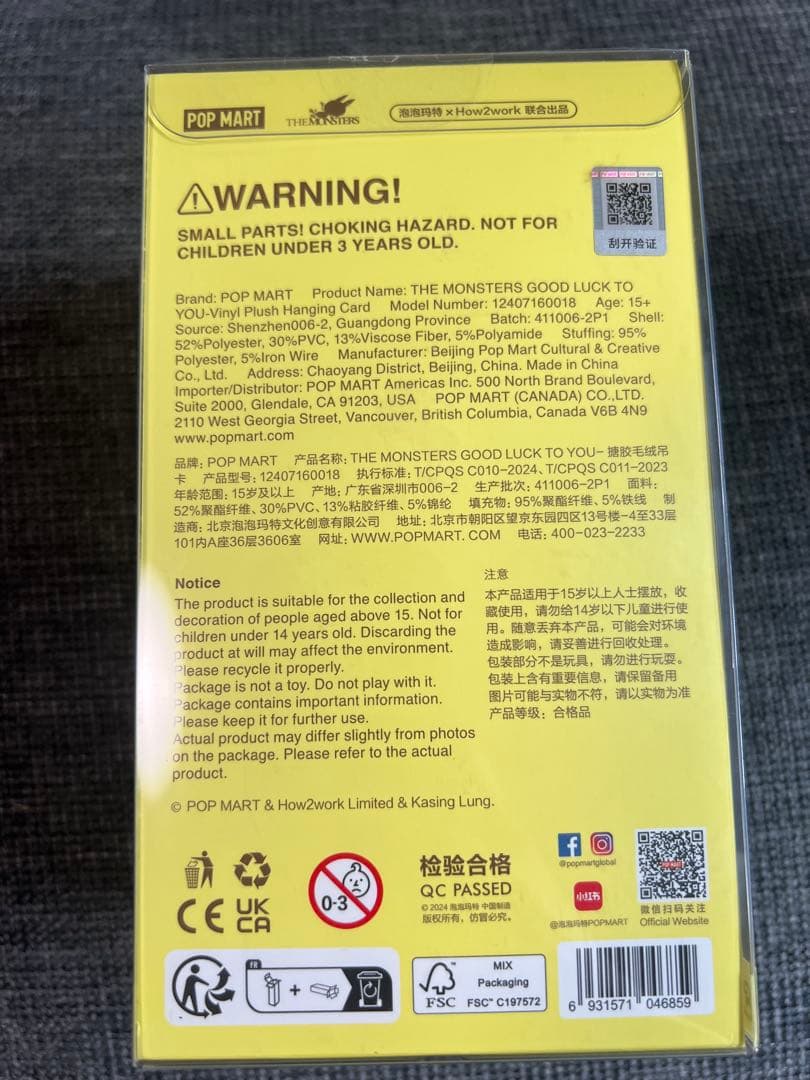 POP MART
THE MONSTERS
泡泡玛特 × How2work 联合出品
⚠WARNING!
SMALL PARTS! CHOKING HAZARD. NOT FOR
CHILDREN UNDER 3 YEARS OLD.
刮开验证
Brand: POP MART Product Name: THE MONSTERS GOOD LUCK TO
YOU-Vinyl Plush Hanging Card Model Number: 12407160018 Age: 15+
Source: Shenzhen006-2, Guangdong Province Batch: 411006-2P1 Shell:
52%Polyester, 30%PVC, 13%Viscose Fiber, 5%Polyamide Stuffing: 95%
Polyester, 5%Iron Wire Manufacturer: Beijing Pop Mart Cultural & Creative
Co., Ltd. Address: Chaoyang District, Beijing, China. Made in China
Importer/Distributor: POP MART Americas Inc. 500 North Brand Boulevard,
Suite 2000, Glendale, CA 91203, USA POP MART (CANADA) CO.,LTD.
2110 West Georgia Street, Vancouver, British Columbia, Canada V6B 4N9
www.popmart.com
品牌: POP MART 产品名称: THE MONSTERS GOOD LUCK TO YOU- 搪胶毛绒吊
卡 产品型号: 12407160018 执行标准: T/CPQS C010-2024、T/CPQS C011-2023
年龄范围: 15岁及以上 产地: 广东省深圳市006-2 生产批次: 411006-2P1 面料:
52%聚酯纤维、30%PVC、13%粘胶纤维、5%锦纶 填充物: 95%聚酯纤维、5%铁线 制
造商: 北京泡泡玛特文化创意有限公司 地址: 北京市朝阳区望京东园四区13号楼-4至33层
101内A座36层3606室 网址: WWW.POPMART. COM 电话: 400-023-2233
Notice
The product is suitable for the collection and
decoration of people aged above 15. Not for
children under 14 years old. Discarding the
product at will may affect the environment.
Please recycle it properly.
Package is not a toy. Do not play with it.
Package contains important information.
Please keep it for further use.
Actual product may differ slightly from photos
on the package. Please refer to the actual
product.
注意
本产品适用于15岁以上人士摆放，收
藏使用，请勿给14岁以下儿童进行使
用。随意丢弃本产品，可能会对环境
造成影响，请妥善进行回收处理。
包装部分不是玩具，请勿进行玩耍。
包装上含有重要信息，请保留备用
图片可能与实物不符，请以实物为准
产品等级：合格品
© POP MART & How2work Limited & Kasing Lung.
CE
UK
CA
0-3
检验合格
QC PASSED
© 2024 泡泡玛特 中国制造
版权所有，仿冒必究。
@popmartglobal
小红书
@泡泡玛特POPMART
POP MART
微信扫码关注
Official Website
FR
+
FSC™
MIX
Packaging
FSC™ C197572
6 931571 046859